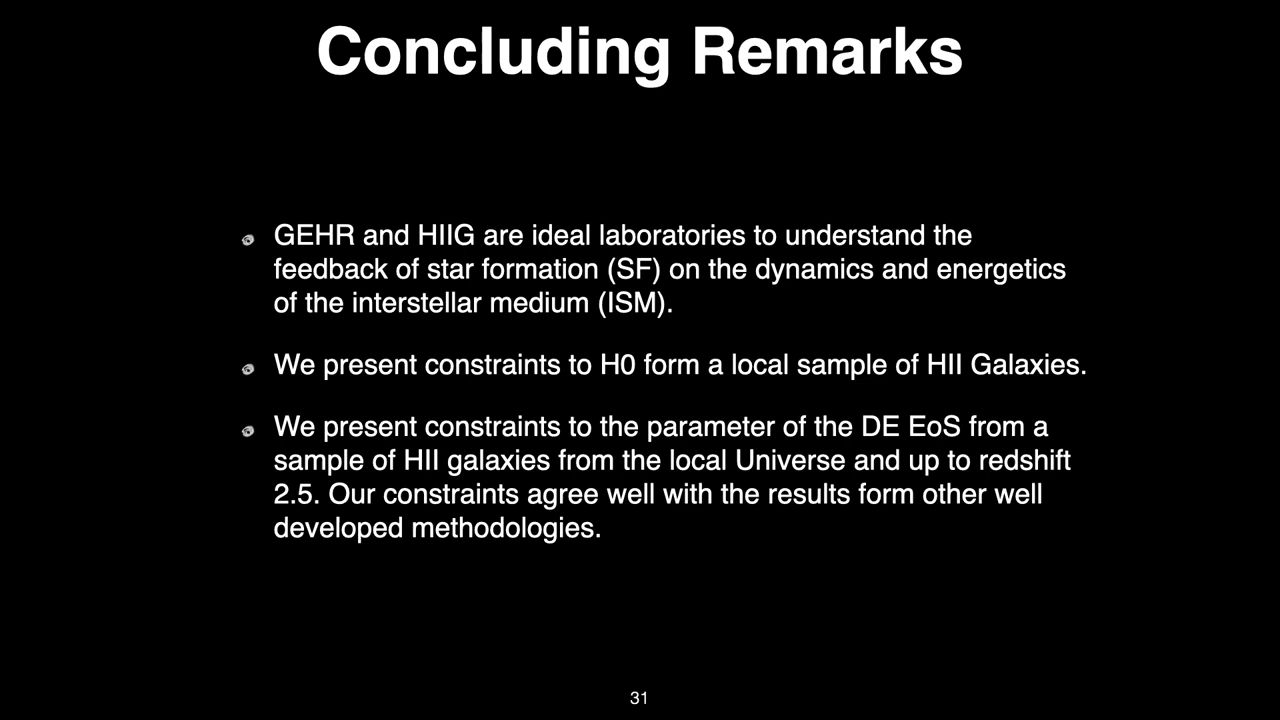 Concluding Remarks
GEHR and HIIG are ideal laboratories to understand the
feedback of star formation (SF) on the dynamics and energetics
of the interstellar medium (ISM).
We present constraints to H0 form a local sample of HII Galaxies.
We present constraints to the parameter of the DE EoS from a
sample of HII galaxies from the local Universe and up to redshift
2.5. Our constraints agree well with the results form other well
developed methodologies.
31